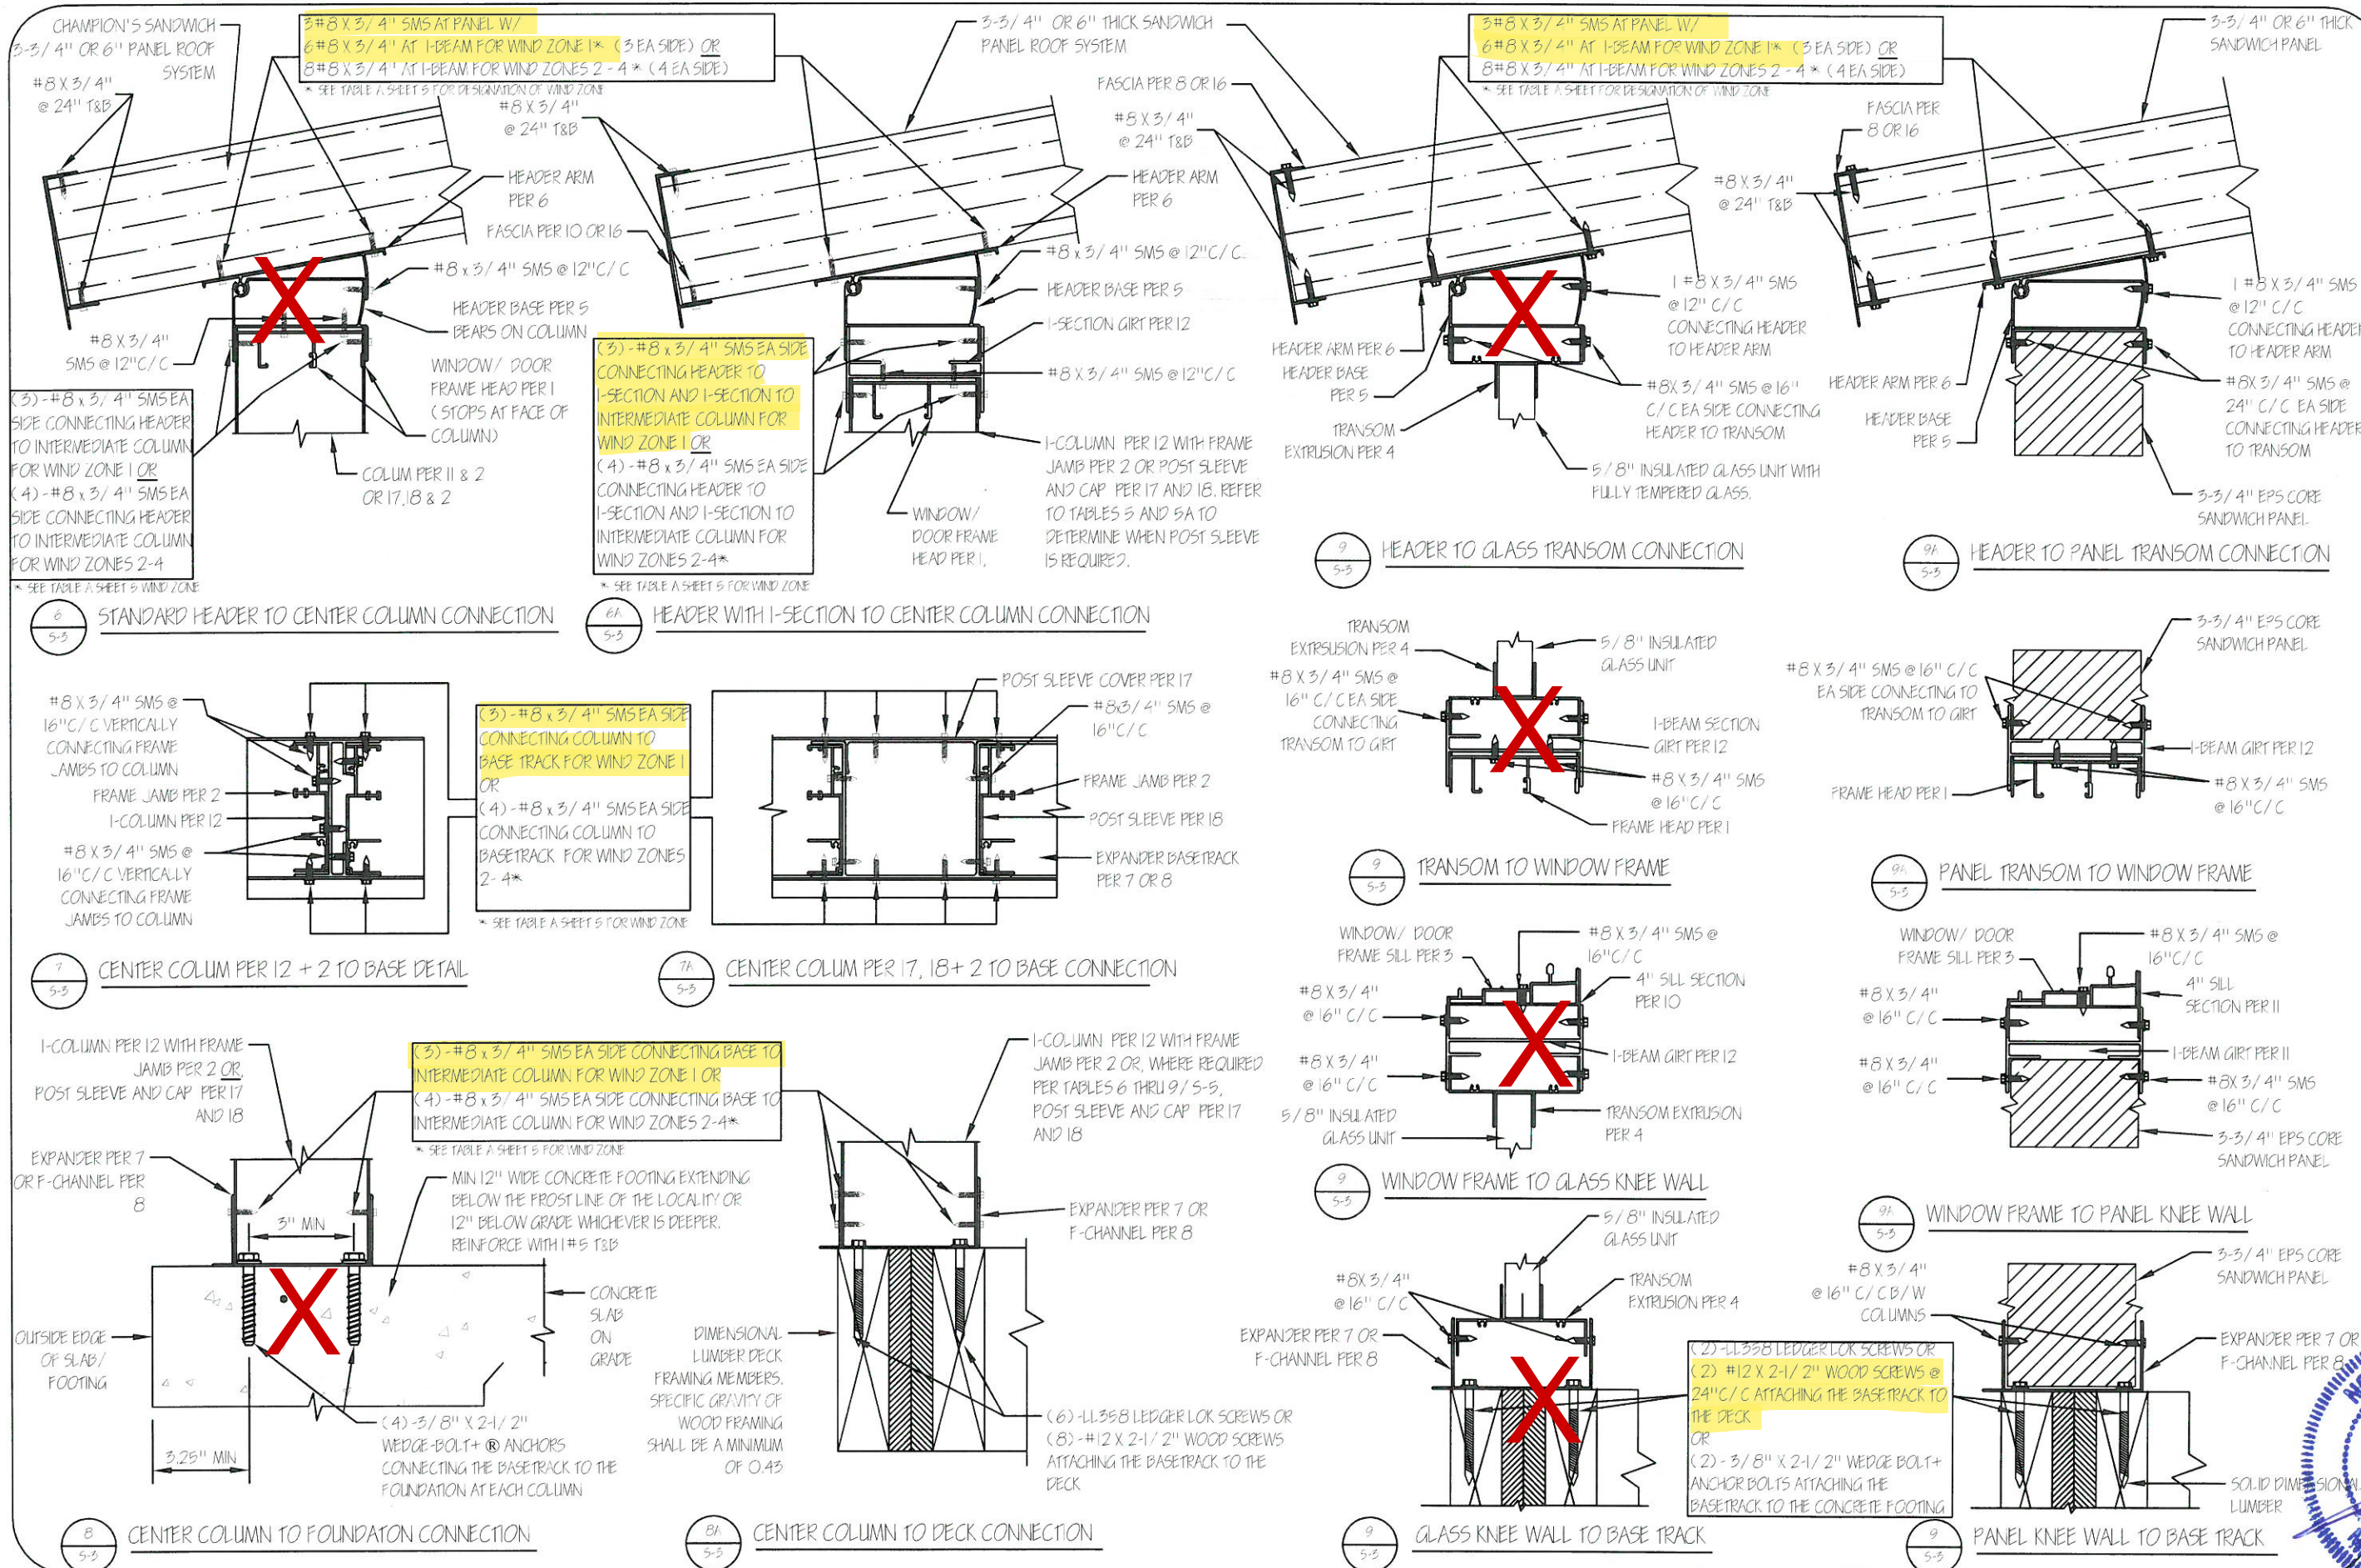 CHAMPION'S SANDWICH
3-3/4" OR 6" PANEL ROOF
SYSTEM
#8 X 3/4"
@ 24" T&B
3#8 X 3/4" SMS AT PANEL W/
6#8 X 3/4" AT I-BEAM FOR WIND ZONE 1* (3 EA SIDE) OR
8#8 X 3/4" AT I-BEAM FOR WIND ZONES 2 - 4* (4 EA SIDE)
* SEE TABLE A SHEET 5 FOR DESIGNATION OF WIND ZONE
HEADER ARM
PER 6
#8 x 3/4" SMS @ 12"C/C
HEADER BASE PER 5
BEARS ON COLUMN
#8 X 3/4"
SMS @ 12"C/C
WINDOW/ DOOR
FRAME HEAD PER 1
(STOPS AT FACE OF
COLUMN)
COLUM PER 11 & 2
OR 17,18 & 2
(3)-#8 x 3/4" SMS EA
SIDE CONNECTING HEADER
TO INTERMEDIATE COLUMN
FOR WIND ZONE 1 OR
(4)-#8 x 3/4" SMS EA
SIDE CONNECTING HEADER
TO INTERMEDIATE COLUMN
FOR WIND ZONES 2-4
* SEE TABLE A SHEET 5 WIND ZONE
6
S-3
STANDARD HEADER TO CENTER COLUMN CONNECTION
3-3/4" OR 6" THICK SANDWICH
PANEL ROOF SYSTEM
#8 X 3/4"
@ 24" T&B
HEADER ARM
PER 6
FASCIA PER 10 OR 16
#8 x 3/4" SMS @ 12"C/C
HEADER BASE PER 5
I-SECTION GIRT PER 12
#8 X 3/4" SMS @ 12"C/C
(3)-#8 x 3/4" SMS EA SIDE
CONNECTING HEADER TO
I-SECTION AND I-SECTION TO
INTERMEDIATE COLUMN FOR
WIND ZONE 1 OR
(4)-#8 x 3/4" SMS EA SIDE
CONNECTING HEADER TO
I-SECTION AND I-SECTION TO
INTERMEDIATE COLUMN FOR
WIND ZONES 2-4*
* SEE TABLE A SHEET 5 FOR WIND ZONE
WINDOW/
DOOR FRAME
HEAD PER 1.
I-COLUMN PER 12 WITH FRAME
JAMB PER 2 OR POST SLEEVE
AND CAP PER 17 AND 18. REFER
TO TABLES 5 AND 5A TO
DETERMINE WHEN POST SLEEVE
IS REQUIRED.
6A
S-3
HEADER WITH I-SECTION TO CENTER COLUMN CONNECTION
3#8 X 3/4" SMS AT PANEL W/
6#8 X 3/4" AT I-BEAM FOR WIND ZONE 1* (3 EA SIDE) OR
8#8 X 3/4" AT I-BEAM FOR WIND ZONES 2 - 4* (4 EA SIDE)
* SEE TABLE A SHEET FOR DESIGNATION OF WIND ZONE
FASCIA PER 8 OR 16
#8 X 3/4"
@ 24" T&B
HEADER ARM PER 6
HEADER BASE
PER 5
TRANSOM
EXTRUSION PER 4
1 #8 X 3/4" SMS
@ 12" C/C
CONNECTING HEADER
TO HEADER ARM
#8X 3/4" SMS @ 16"
C/C EA SIDE CONNECTING
HEADER TO TRANSOM
5/8" INSULATED GLASS UNIT WITH
FULLY TEMPERED GLASS.
9
S-3
HEADER TO GLASS TRANSOM CONNECTION
3-3/4" OR 6" THICK
SANDWICH PANEL
FASCIA PER
8 OR 16
#8 X 3/4"
@ 24" T&B
1 #8 X 3/4" SMS
@ 12" C/C
CONNECTING HEADER
TO HEADER ARM
HEADER ARM PER 6
HEADER BASE
PER 5
#8X 3/4" SMS @
24" C/C EA SIDE
CONNECTING HEADER
TO TRANSOM
3-3/4" EPS CORE
SANDWICH PANEL
9A
S-3
HEADER TO PANEL TRANSOM CONNECTION
#8 X 3/4" SMS @
16"C/C VERTICALLY
CONNECTING FRAME
JAMBS TO COLUMN
FRAME JAMB PER 2
I-COLUMN PER 12
#8 X 3/4" SMS @
16"C/C VERTICALLY
CONNECTING FRAME
JAMBS TO COLUMN
(3)-#8 x 3/4" SMS EA SIDE
CONNECTING COLUMN TO
BASE TRACK FOR WIND ZONE 1
OR
(4)-#8 x 3/4" SMS EA SIDE
CONNECTING COLUMN TO
BASETRACK FOR WIND ZONES
2- 4*
* SEE TABLE A SHEET 5 FOR WIND ZONE
7
S-3
CENTER COLUM PER 12 + 2 TO BASE DETAIL
POST SLEEVE COVER PER 17
#8x3/4" SMS @
16"C/C
FRAME JAMB PER 2
POST SLEEVE PER 18
EXPANDER BASETRACK
PER 7 OR 8
7A
S-3
CENTER COLUM PER 17, 18+ 2 TO BASE CONNECTION
TRANSOM
EXTRSUSION PER 4
#8 X 3/4" SMS @
16" C/C EA SIDE
CONNECTING
TRANSOM TO GIRT
5/8" INSULATED
GLASS UNIT
I-BEAM SECTION
GIRT PER 12
#8 X 3/4" SMS
@ 16"C/C
FRAME HEAD PER 1
9
S-3
TRANSOM TO WINDOW FRAME
3-3/4" EPS CORE
SANDWICH PANEL
#8 X 3/4" SMS @ 16" C/C
EA SIDE CONNECTING TO
TRANSOM TO GIRT
I-BEAM GIRT PER 12
FRAME HEAD PER 1
#8 X 3/4" SMS
@ 16"C/C
9A
S-3
PANEL TRANSOM TO WINDOW FRAME
WINDOW/ DOOR
FRAME SILL PER 3
#8 X 3/4" SMS @
16"C/C
#8 X 3/4"
@ 16" C/C
4" SILL SECTION
PER 10
#8 X 3/4"
@ 16" C/C
I-BEAM GIRT PER 12
5/8" INSULATED
GLASS UNIT
TRANSOM EXTRUSION
PER 4
9
S-3
WINDOW FRAME TO GLASS KNEE WALL
WINDOW/ DOOR
FRAME SILL PER 3
#8 X 3/4" SMS @
16"C/C
#8 X 3/4"
@ 16" C/C
4" SILL
SECTION PER 11
#8 X 3/4"
@ 16" C/C
I-BEAM GIRT PER 11
#8X 3/4" SMS
@ 16" C/C
3-3/4" EPS CORE
SANDWICH PANEL
9A
S-3
WINDOW FRAME TO PANEL KNEE WALL
I-COLUMN PER 12 WITH FRAME
JAMB PER 2 OR,
POST SLEEVE AND CAP PER 17
AND 18
(3)-#8 x 3/4" SMS EA SIDE CONNECTING BASE TO
INTERMEDIATE COLUMN FOR WIND ZONE 1 OR
(4)-#8 x 3/4" SMS EA SIDE CONNECTING BASE TO
INTERMEDIATE COLUMN FOR WIND ZONES 2-4*
* SEE TABLE A SHEET 5 FOR WIND ZONE
EXPANDER PER 7
OR F-CHANNEL PER
8
3" MIN
MIN 12" WIDE CONCRETE FOOTING EXTENDING
BELOW THE FROST LINE OF THE LOCALITY OR
12" BELOW GRADE WHICHEVER IS DEEPER.
REINFORCE WITH 1#5 T&B
CONCRETE
SLAB
ON
GRADE
OUTSIDE EDGE
OF SLAB/
FOOTING
3.25" MIN
(4)-3/8" X 2-1/2"
WEDGE-BOLT+ ® ANCHORS
CONNECTING THE BASETRACK TO THE
FOUNDATION AT EACH COLUMN
8
S-3
CENTER COLUMN TO FOUNDATON CONNECTION
I-COLUMN PER 12 WITH FRAME
JAMB PER 2 OR, WHERE REQUIRED
PER TABLES 6 THRU 9/S-5,
POST SLEEVE AND CAP PER 17
AND 18
EXPANDER PER 7 OR
F-CHANNEL PER 8
DIMENSIONAL
LUMBER DECK
FRAMING MEMBERS.
SPECIFIC GRAVITY OF
WOOD FRAMING
SHALL BE A MINIMUM
OF 0.43
(6)-LL358 LEDGER LOK SCREWS OR
(8)-#12 X 2-1/2" WOOD SCREWS
ATTACHING THE BASETRACK TO THE
DECK
8A
S-3
CENTER COLUMN TO DECK CONNECTION
5/8" INSULATED
GLASS UNIT
#8X 3/4"
@ 16" C/C
TRANSOM
EXTRUSION PER 4
EXPANDER PER 7 OR
F-CHANNEL PER 8
(2)-LL358 LEDGER LOK SCREWS OR
(2) #12 X 2-1/2" WOOD SCREWS @
24"C/C ATTACHING THE BASETRACK TO
THE DECK
OR
(2)- 3/8" X 2-1/2" WEDGE BOLT+
ANCHOR BOLTS ATTACHING THE
BASETRACK TO THE CONCRETE FOOTING
9
S-3
GLASS KNEE WALL TO BASE TRACK
3-3/4" EPS CORE
SANDWICH PANEL
#8 X 3/4"
@ 16" C/C B/W
COLUMNS
EXPANDER PER 7 OR
F-CHANNEL PER 8
SOLID DIMENSIONAL
LUMBER
9
S-3
PANEL KNEE WALL TO BASE TRACK